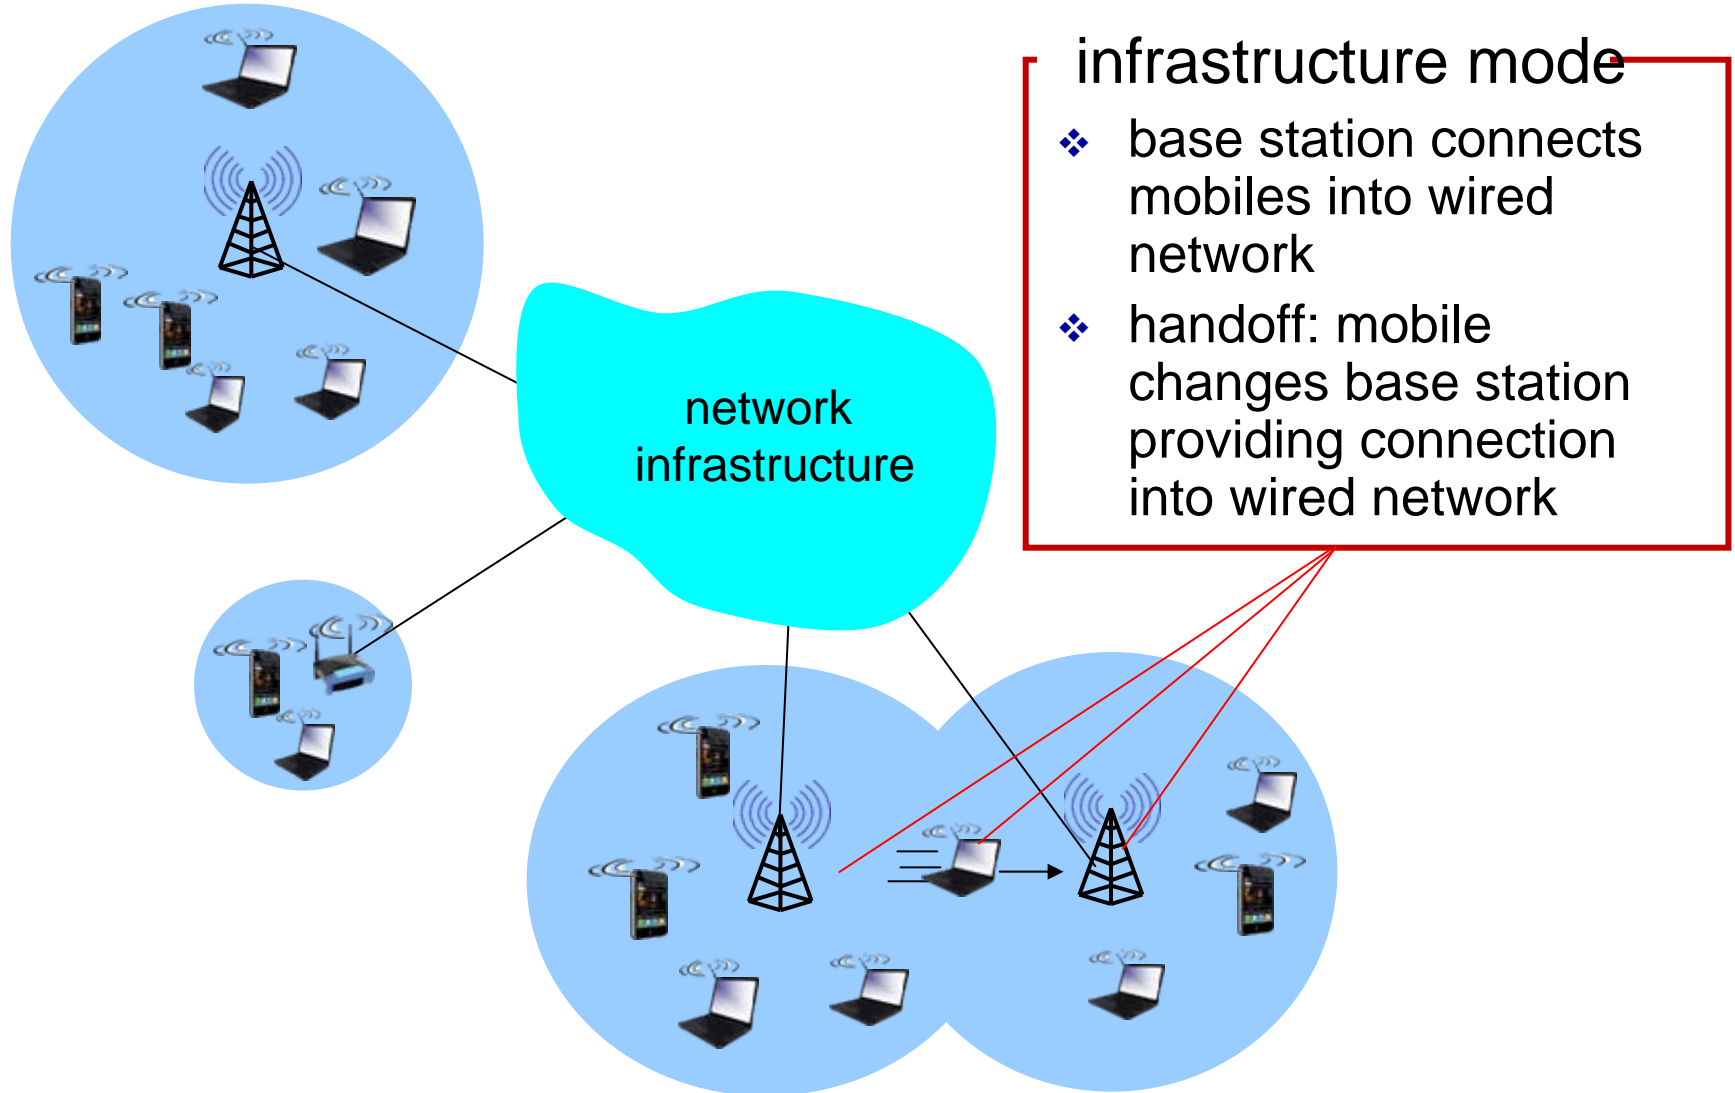 infrastructure mode
❖ base station connects
mobiles into wired
network
❖ handoff: mobile
changes base station
providing connection
into wired network
network
infrastructure